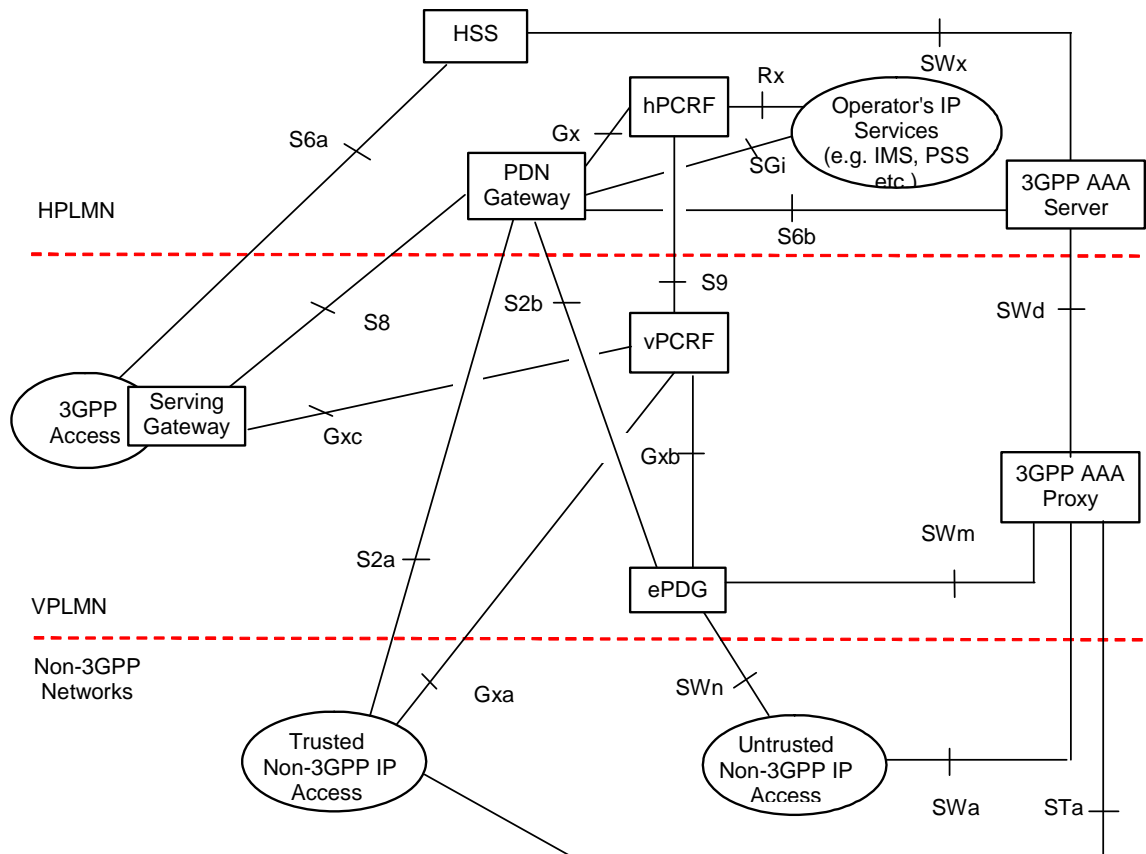 HSS
SWx
Rx
hPCRF
Operator's IP
Services
(e.g. IMS, PSS
etc.)
Gx
S6a
SGi
PDN
Gateway
3GPP AAA
Server
HPLMN
S6b
S9
S2b
SWd
S8
vPCRF
3GPP
Access
Serving
Gateway
Gxc
Gxb
3GPP AAA
Proxy
SWm
S2a
ePDG
VPLMN
Non-3GPP
Networks
SWn
Gxa
Trusted
Non-3GPP IP
Access
Untrusted
Non-3GPP IP
Access
SWa
STa